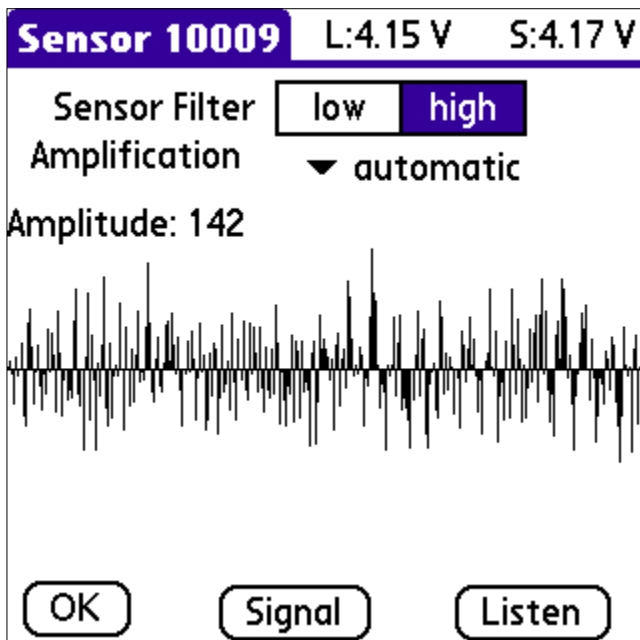 Sensor 10009 L:4.15 V S:4.17 V
Sensor Filter low high
Amplification automatic
Amplitude: 142
OK Signal Listen